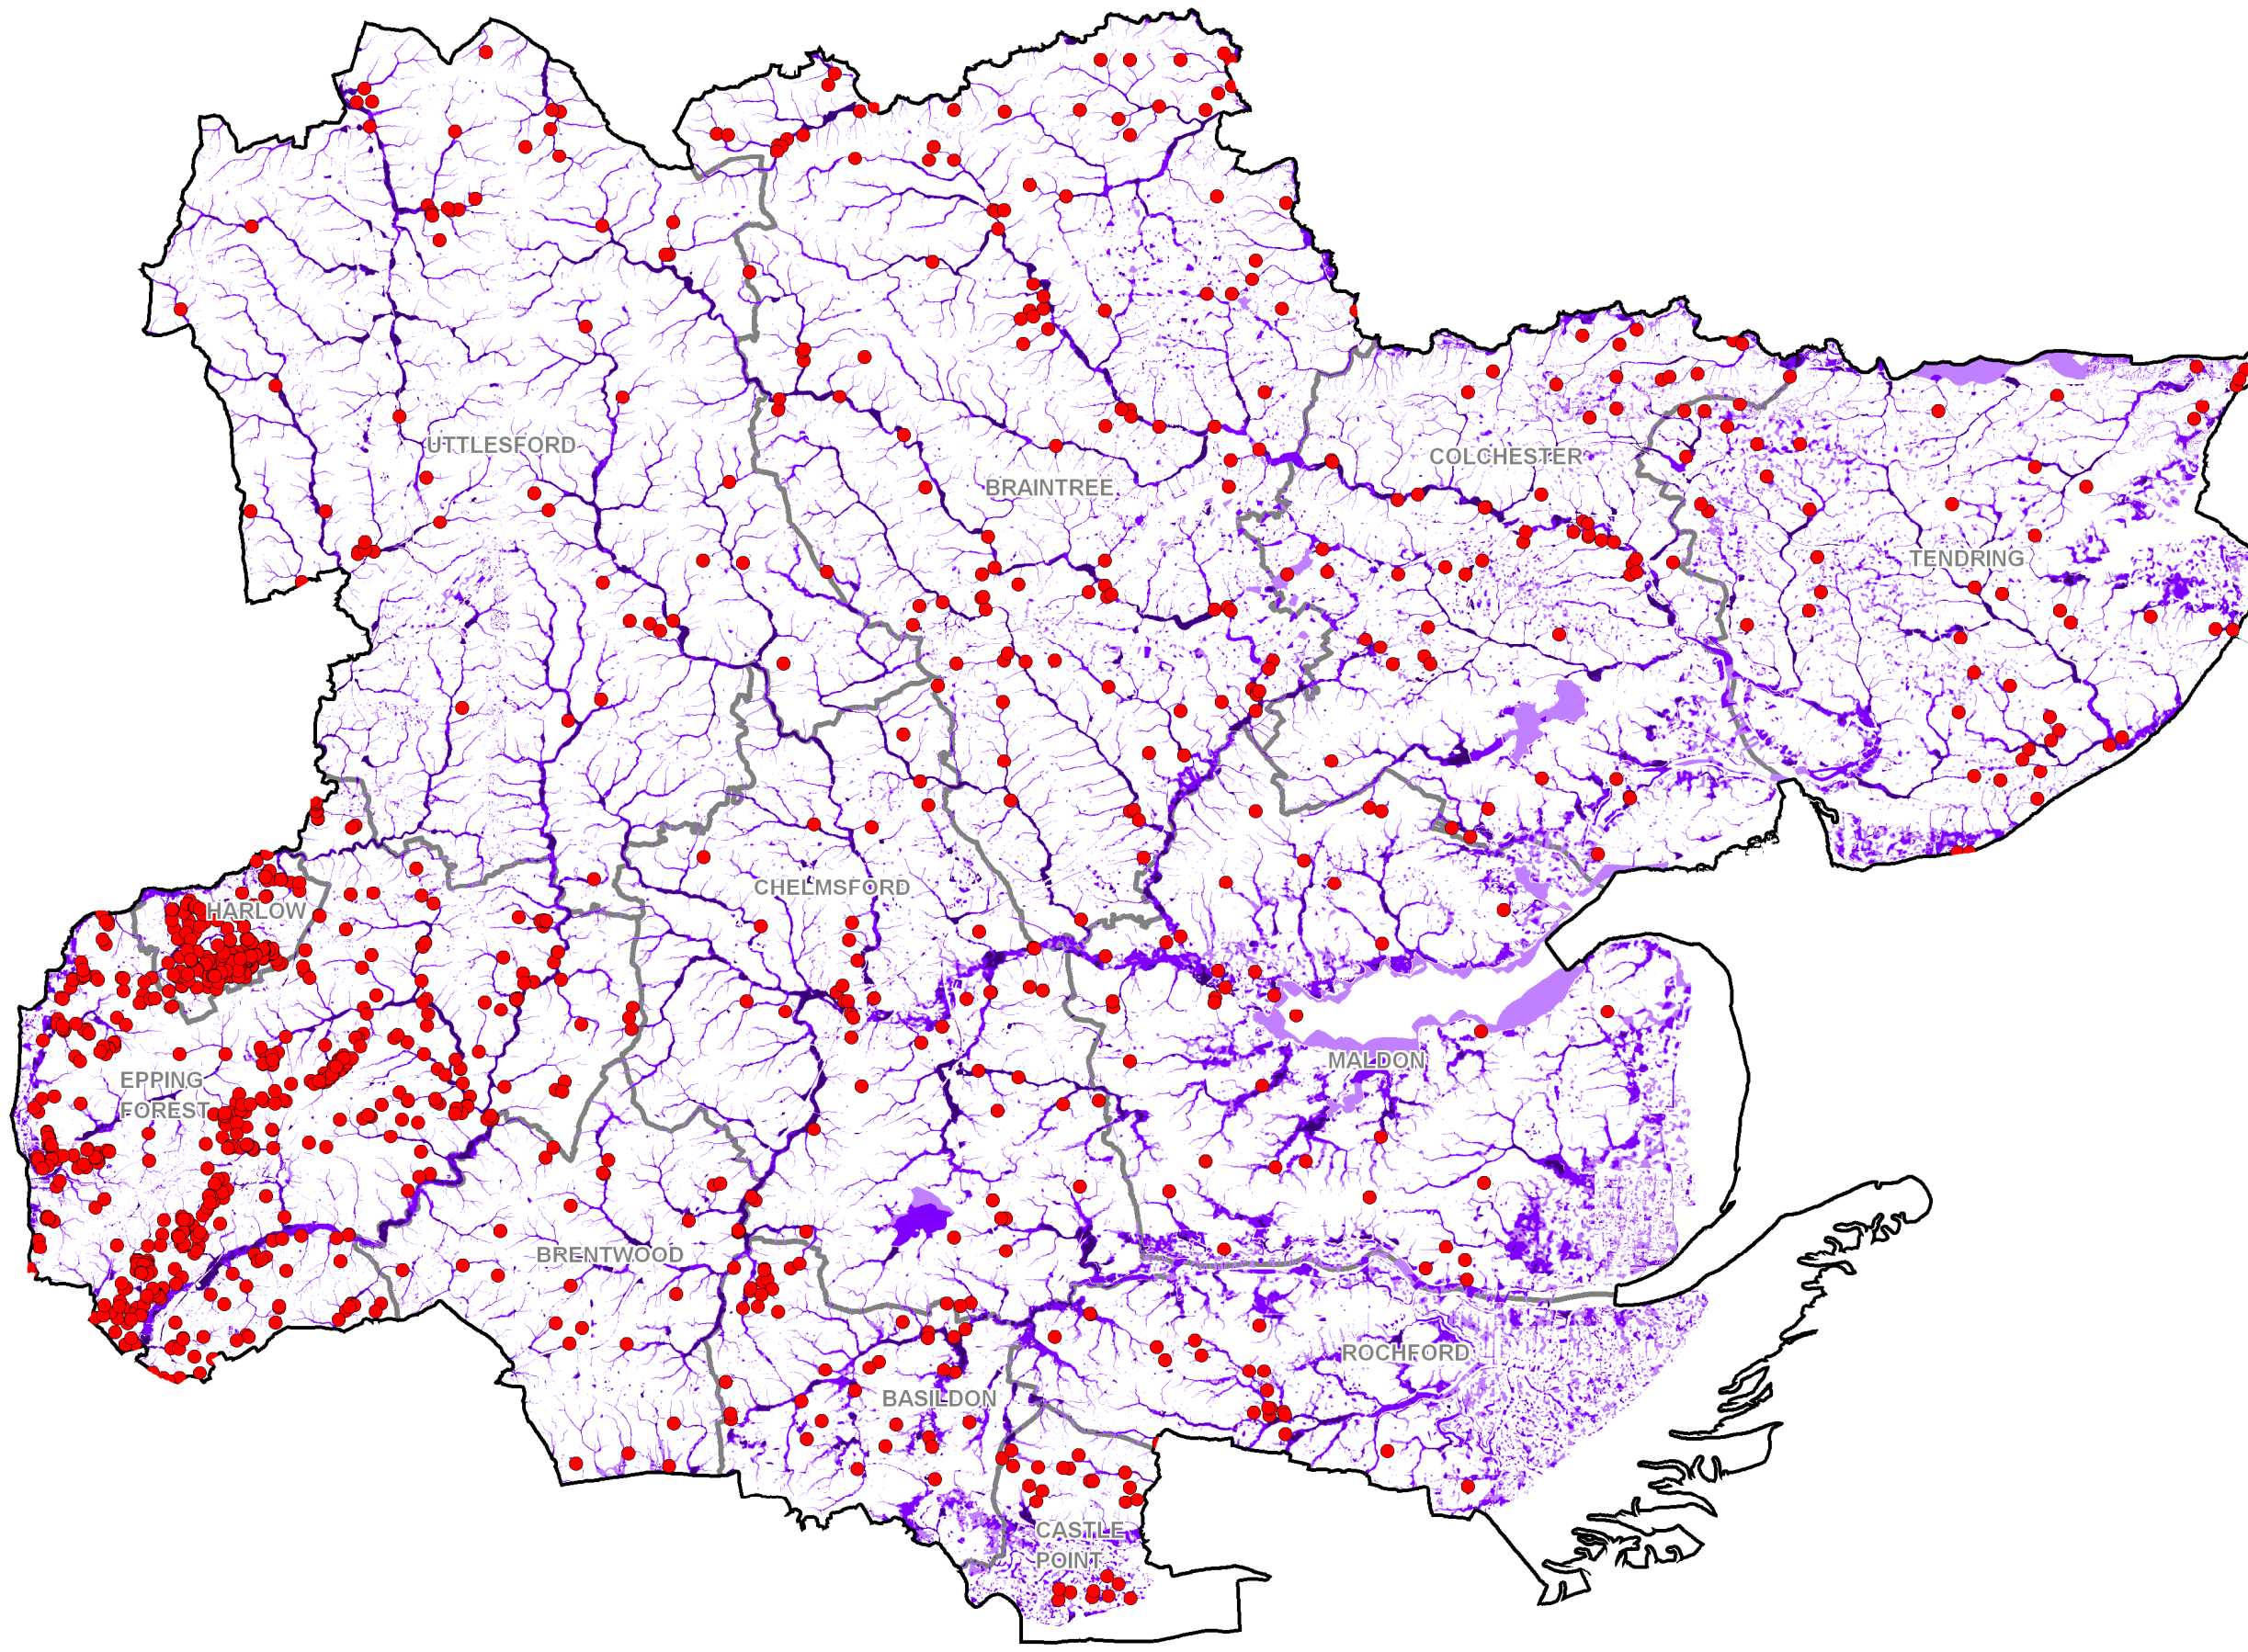 UTTLESFORD
COLCHESTER
BRAINTREE
TENDRING
CHELMSFORD
HARLOW
MALDON
EPPING
FOREST
BRENTWOOD
ROCHFORD
BASILDON
CASTLE
POINT